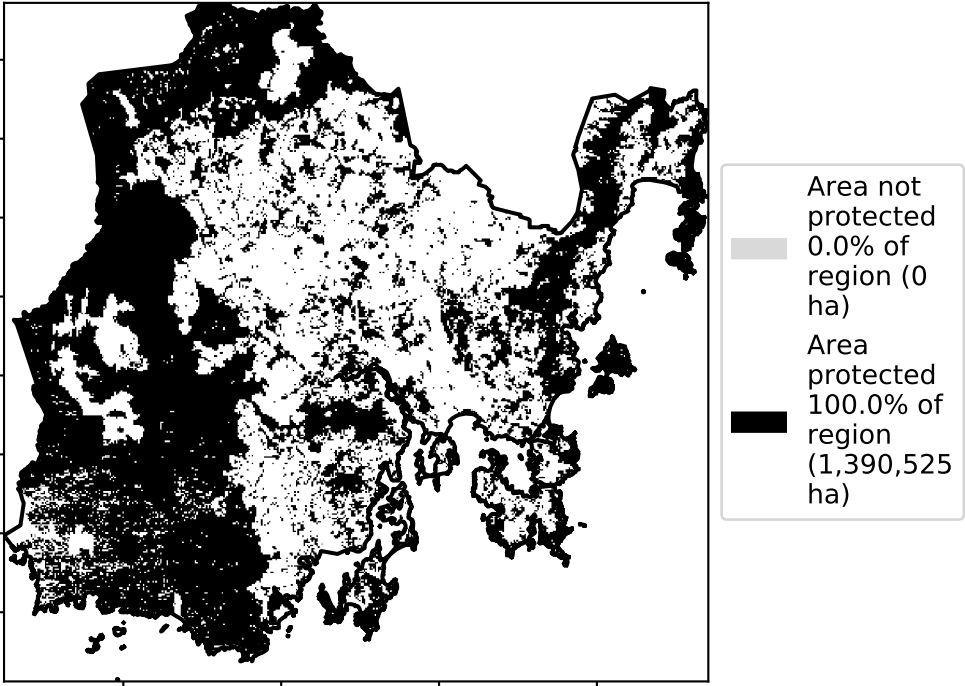 Area not
protected
0.0% of
region (0
ha)
Area
protected
100.0% of
region
(1,390,525
ha)